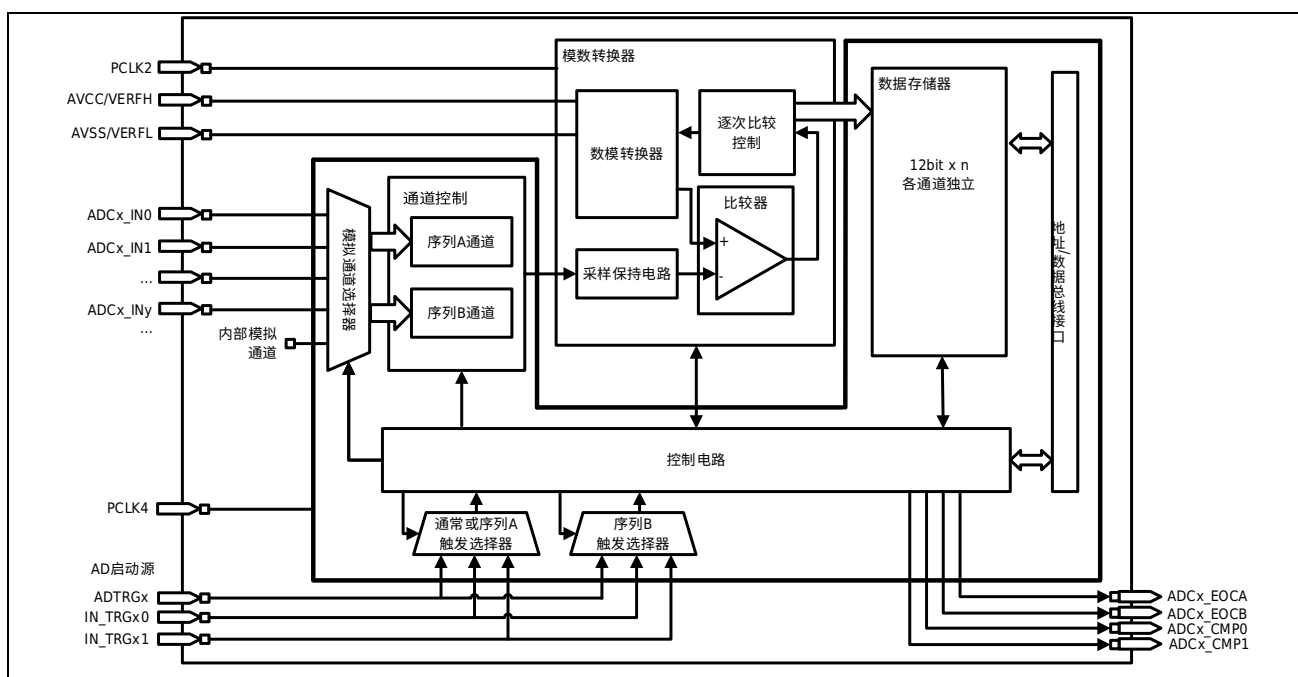 PCLK2
AVCC/VERFH
AVSS/VERFL
ADCx_IN0
ADCx_IN1
...
ADCx_INy
...
内部模拟
通道
PCLK4
AD启动源
ADTRGx
IN_TRGx0
IN_TRGx1
模拟通道选择器
通道控制
序列A通道
序列B通道
模数转换器
数模转换器
逐次比较
控制
比较器
+
-
采样保持电路
数据存储器
12bit x n
各通道独立
地址/数据总线接口
控制电路
通常或序列A
触发选择器
序列B
触发选择器
ADCx_EOCA
ADCx_EOCB
ADCx_CMP0
ADCx_CMP1